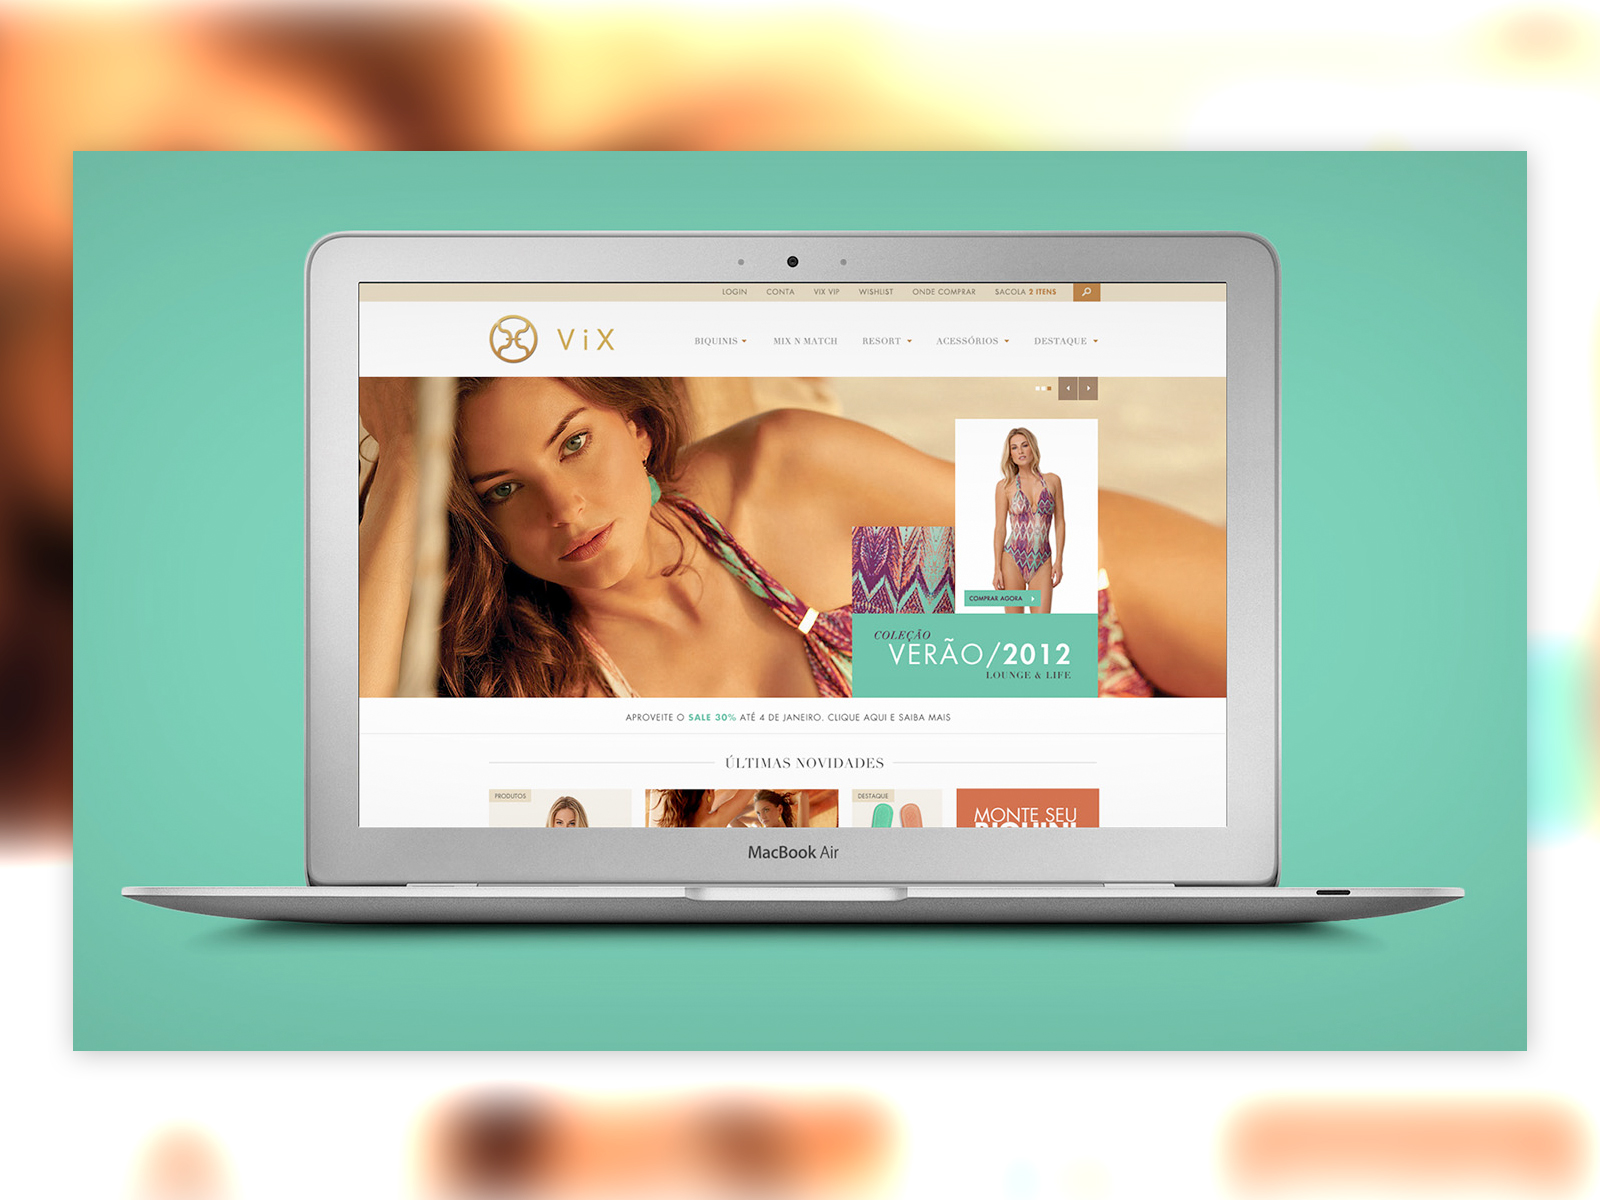 LOGIN CONTA VIX VIP WISHLIST ONDE COMPRAR SACOLA 2 ITENS
ViX
BIQUINIS MIX N MATCH RESORT ACESSÓRIOS DESTAQUE
COMPRAR AGORA
COLEÇÃO
VERÃO/2012
LOUNGE & LIFE
APROVEITE O SALE 30% ATÉ 4 DE JANEIRO. CLIQUE AQUI E SAIBA MAIS
ÚLTIMAS NOVIDADES
PRODUTOS
DESTAQUE
MONTE SEU
BIQUINI
MacBook Air